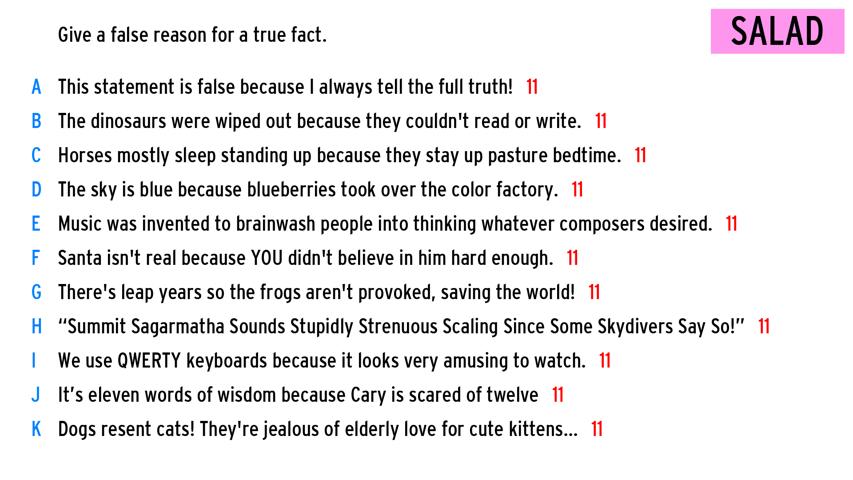 Give a false reason for a true fact.
SALAD
A This statement is false because I always tell the full truth! 11
B The dinosaurs were wiped out because they couldn't read or write. 11
C Horses mostly sleep standing up because they stay up pasture bedtime. 11
D The sky is blue because blueberries took over the color factory. 11
E Music was invented to brainwash people into thinking whatever composers desired. 11
F Santa isn't real because YOU didn't believe in him hard enough. 11
G There's leap years so the frogs aren't provoked, saving the world! 11
H “Summit Sagarmatha Sounds Stupidly Strenuous Scaling Since Some Skydivers Say So!” 11
I We use QWERTY keyboards because it looks very amusing to watch. 11
J It’s eleven words of wisdom because Cary is scared of twelve 11
K Dogs resent cats! They're jealous of elderly love for cute kittens... 11